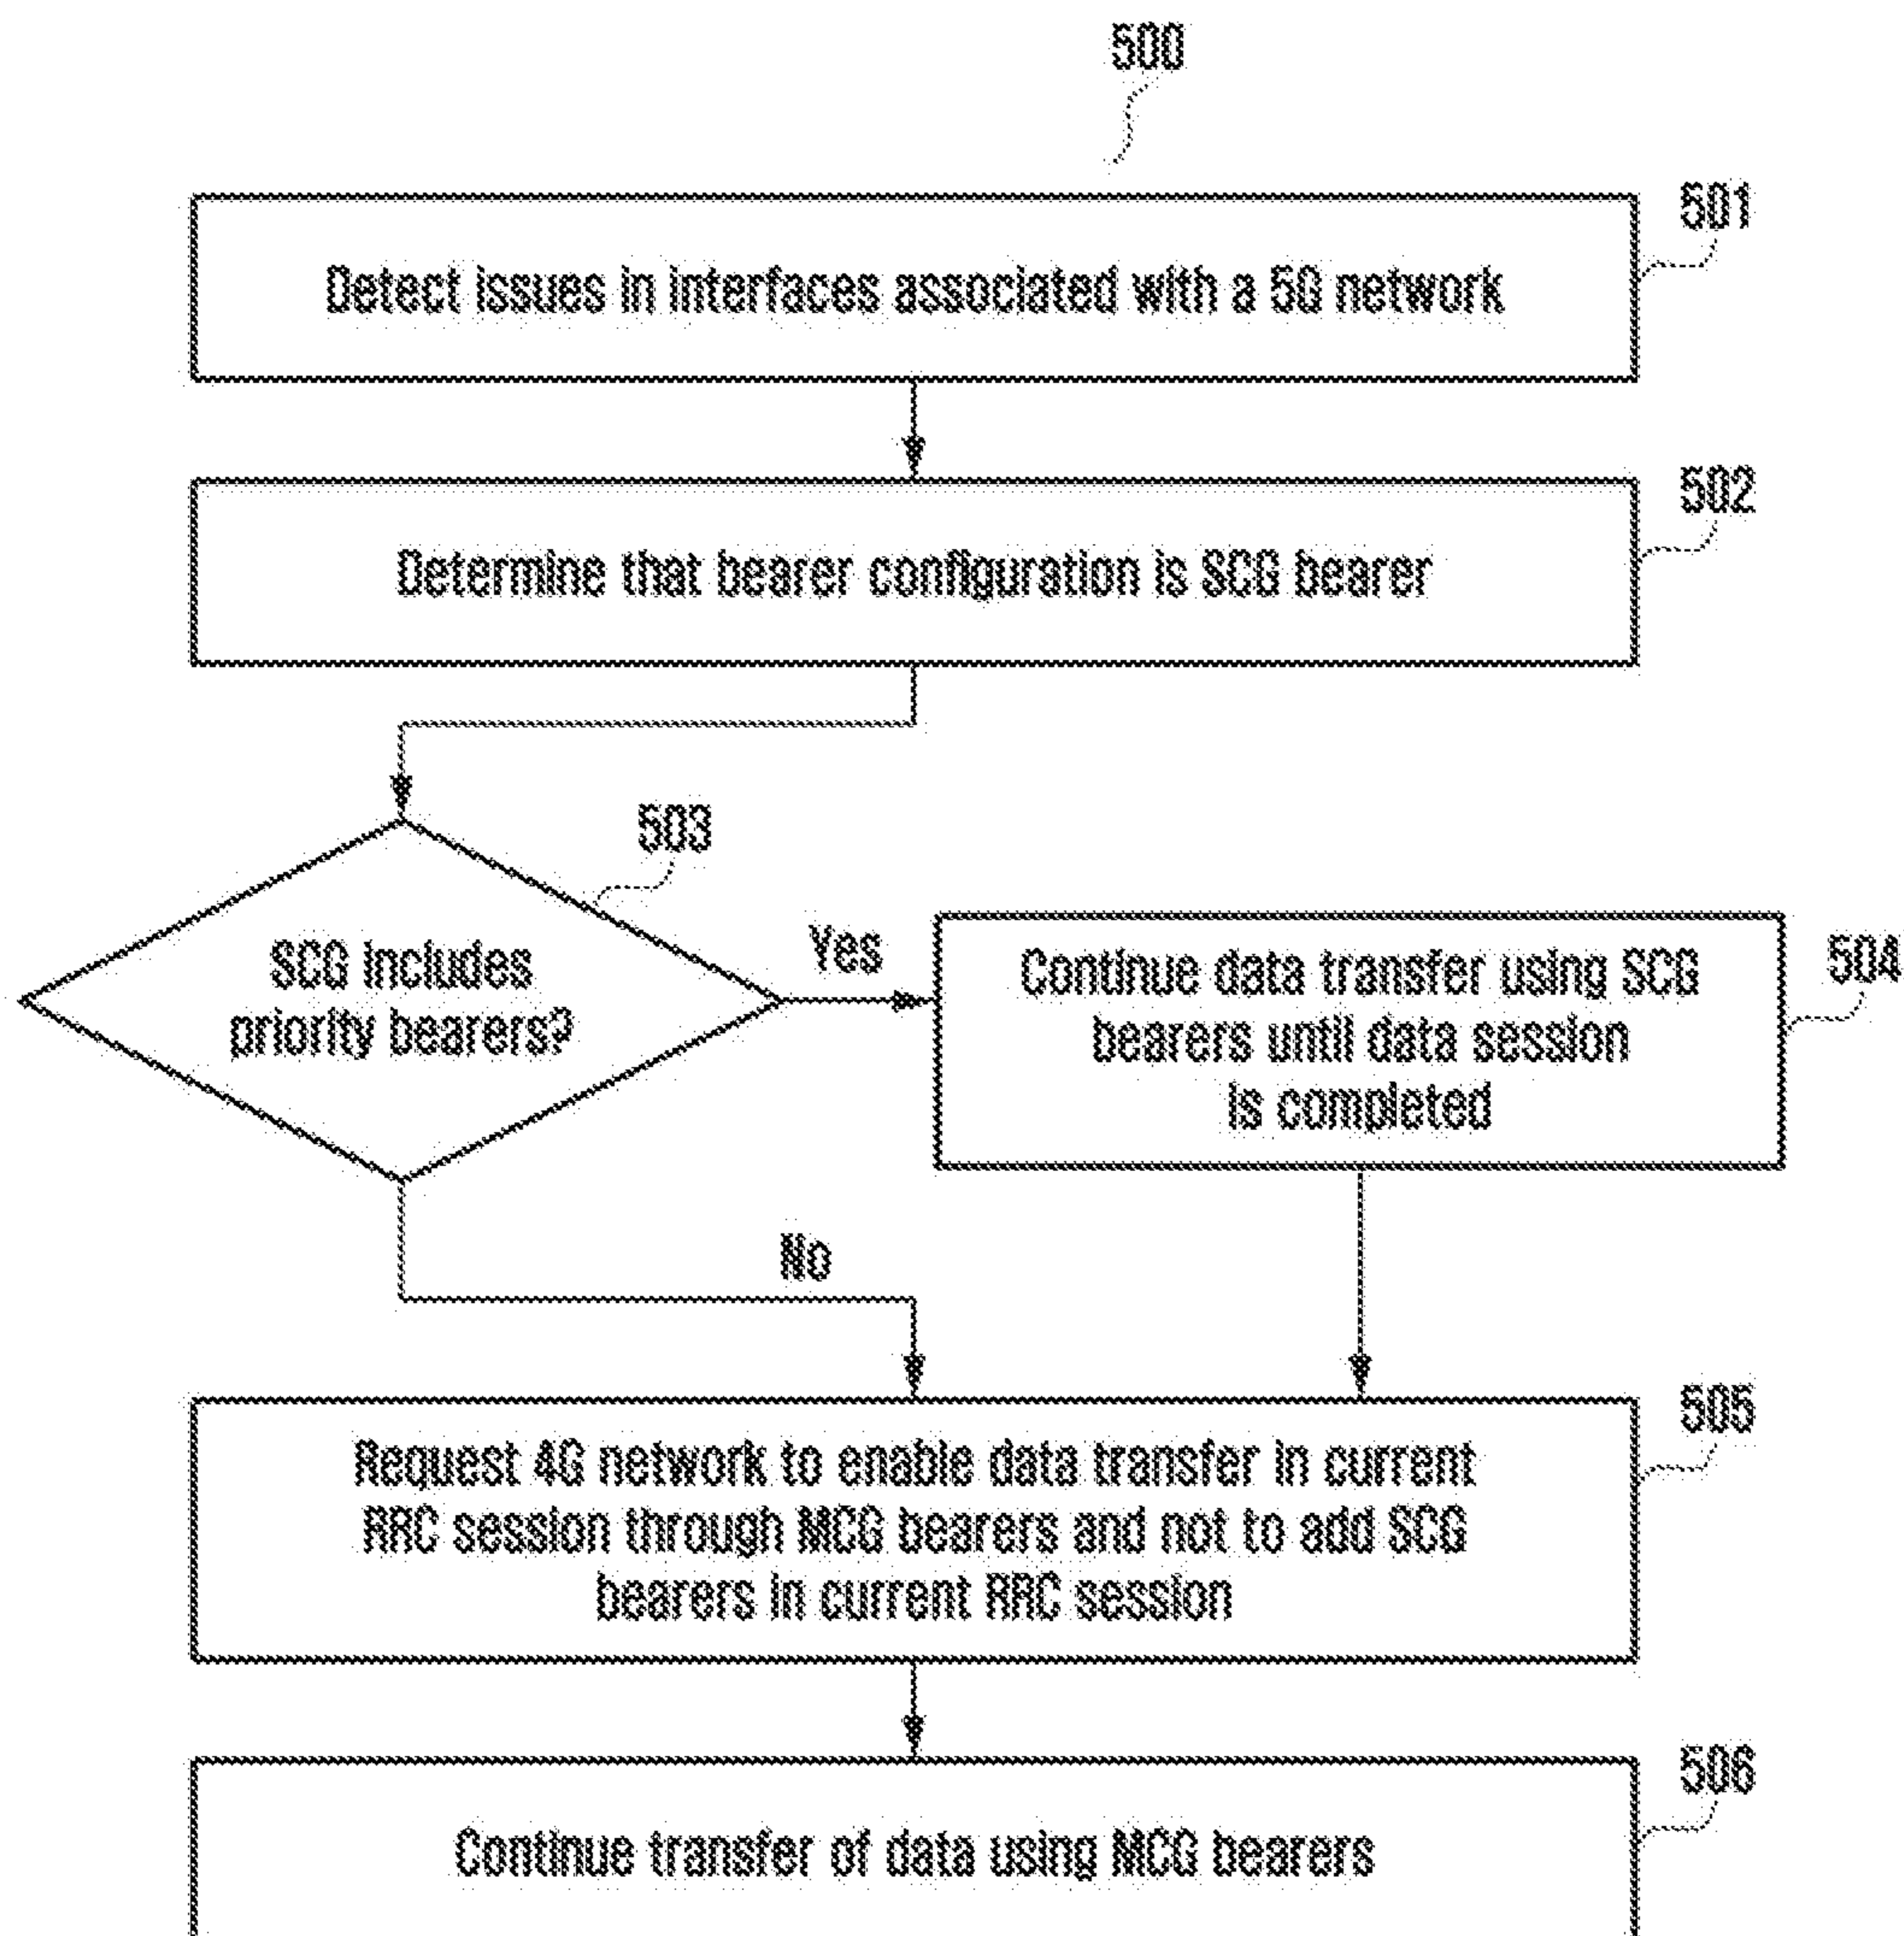 500
501
Detect issues in interfaces associated with a 5G network
502
Determine that bearer configuration is SCG bearer
503
SCG includes
priority bearers?
Yes
504
Continue data transfer using SCG
bearers until data session
is completed
No
505
Request 4G network to enable data transfer in current
RRC session through MCG bearers and not to add SCG
bearers in current RRC session
506
Continue transfer of data using MCG bearers